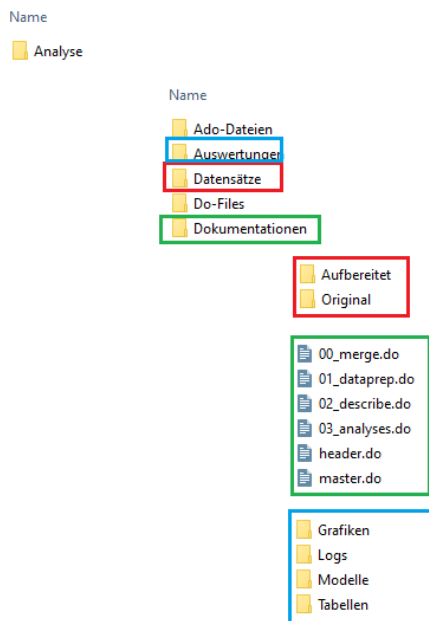 Name
Analyse
Name
Ado-Dateien
Auswertungen
Datensätze
Do-Files
Dokumentationen
Aufbereitet
Original
00_merge.do
01_dataprep.do
02_describe.do
03_analyses.do
header.do
master.do
Grafiken
Logs
Modelle
Tabellen